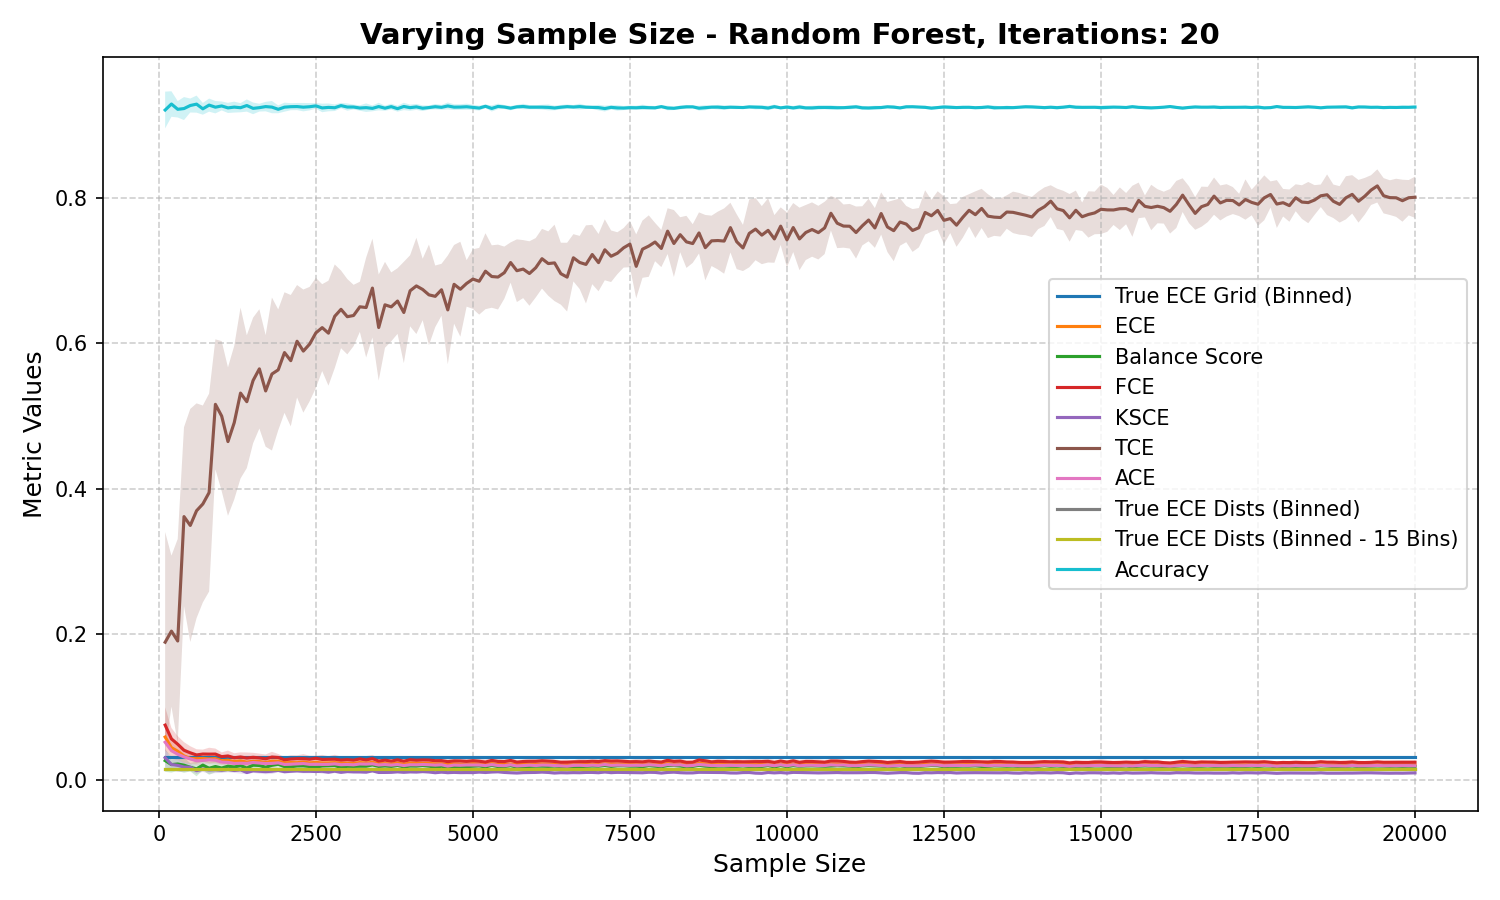 Varying Sample Size - Random Forest, Iterations: 20
Metric Values
0.8
0.6
0.4
0.2
0.0
True ECE Grid (Binned)
ECE
Balance Score
FCE
KSCE
TCE
ACE
True ECE Dists (Binned)
True ECE Dists (Binned - 15 Bins)
Accuracy
0 2500 5000 7500 10000 12500 15000 17500 20000
Sample Size